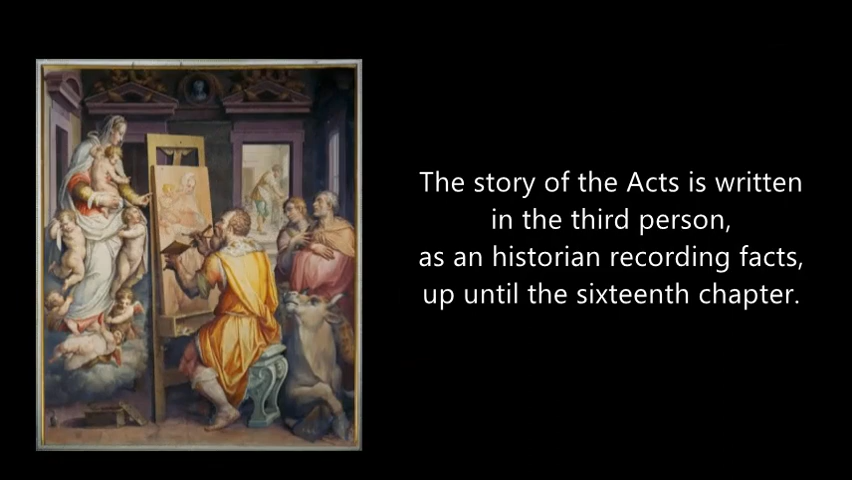 The story of the Acts is written
in the third person,
as an historian recording facts,
up until the sixteenth chapter.